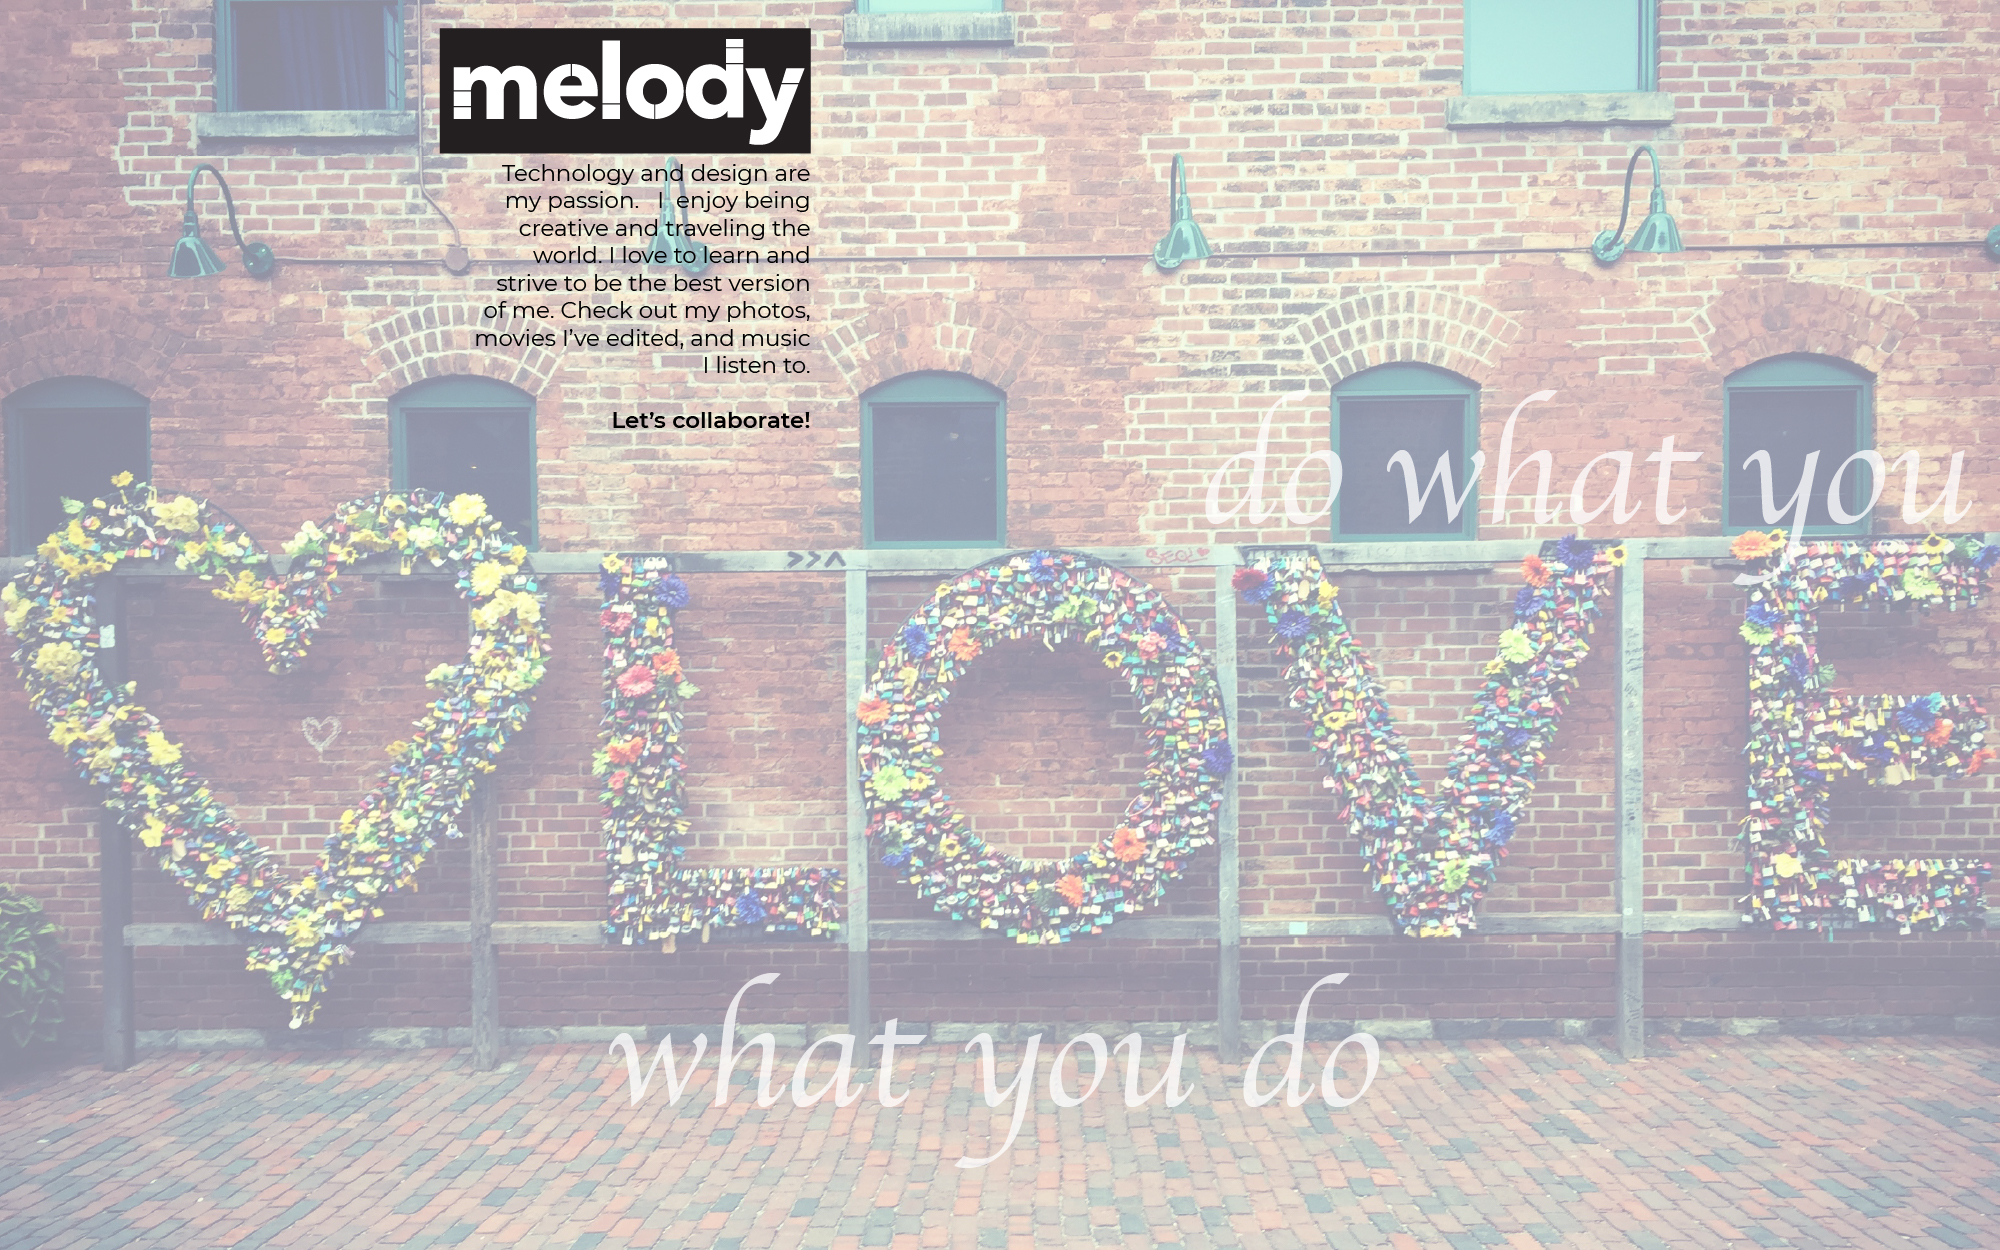 melody
Technology and design are
my passion.   I  enjoy being
creative and traveling the
world. I love to learn and
strive to be the best version
of me. Check out my photos,
movies I’ve edited, and music
I listen to.
Let’s collaborate!
do what you
>>^
SEQL
LOVE
what you do